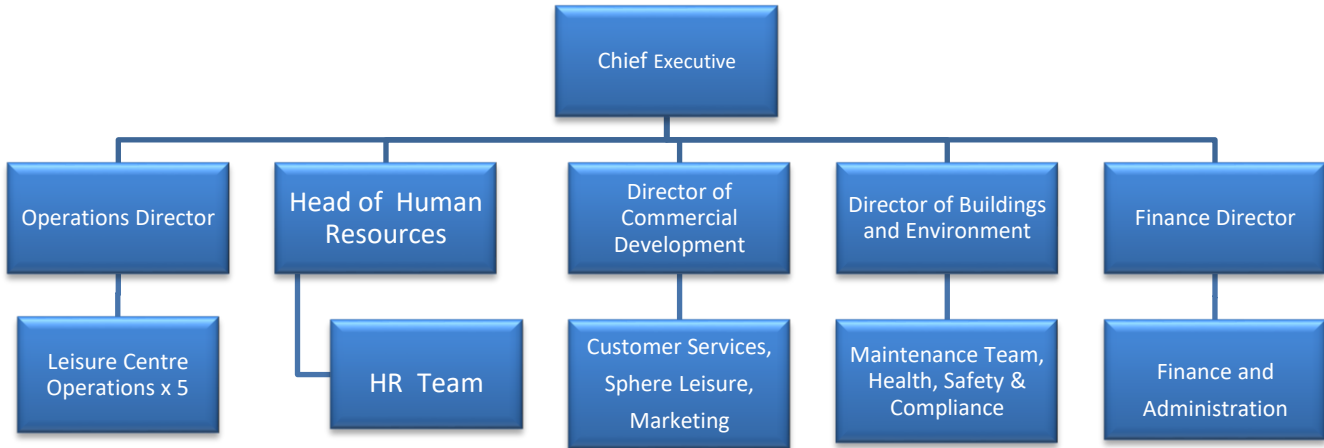 Chief Executive
Operations Director
Head of Human
Resources
Director of
Commercial
Development
Director of Buildings
and Environment
Finance Director
Leisure Centre
Operations x 5
HR Team
Customer Services,
Sphere Leisure,
Marketing
Maintenance Team,
Health, Safety &
Compliance
Finance and
Administration